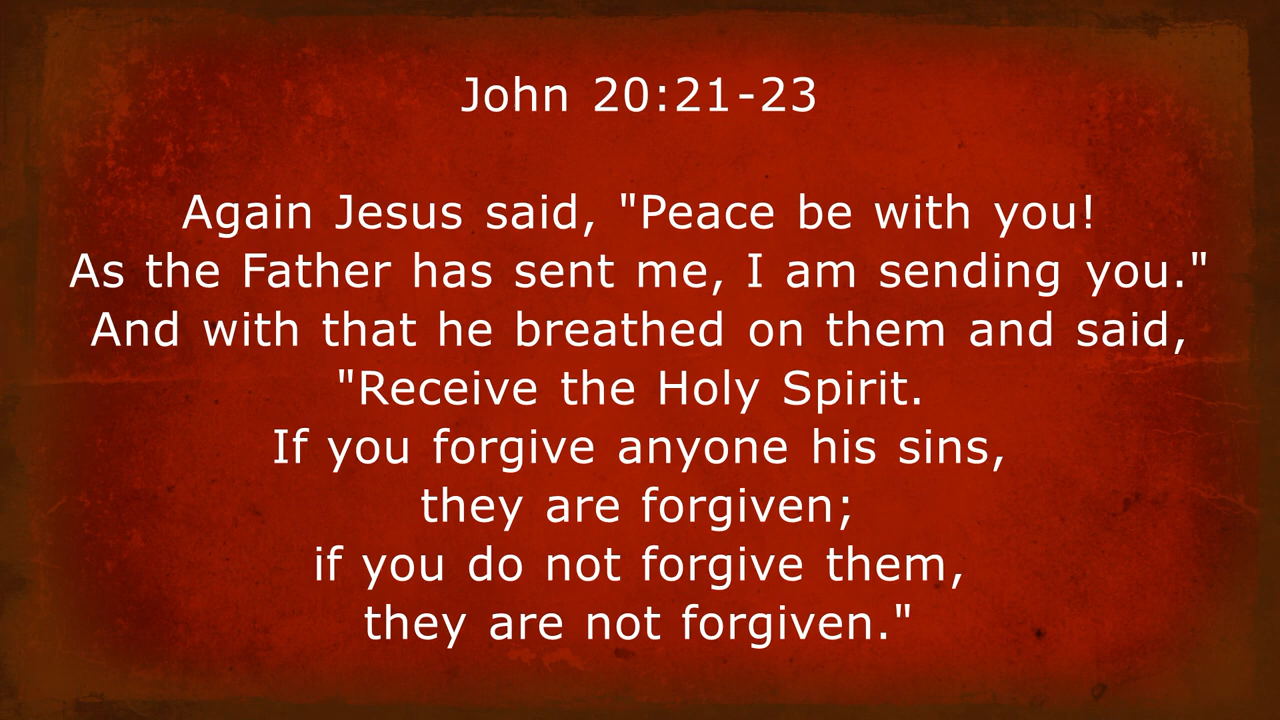 John 20:21-23
Again Jesus said, "Peace be with you!
As the Father has sent me, I am sending you."
And with that he breathed on them and said,
"Receive the Holy Spirit.
If you forgive anyone his sins,
they are forgiven;
if you do not forgive them,
they are not forgiven."